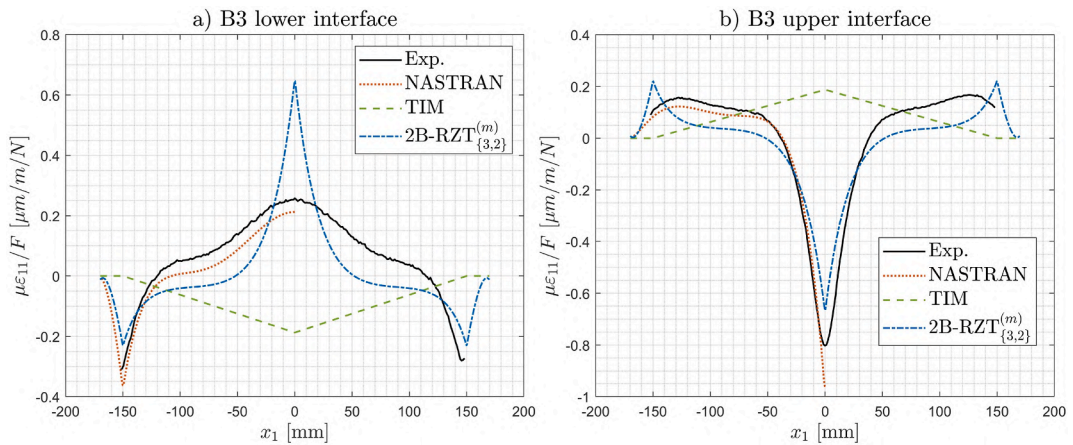 a) B3 lower interface
0.8
0.6
0.4
0.2
0
-0.2
-0.4
με₁₁/F [μm/m/N]
Exp.
NASTRAN
TIM
2B-RZT{3,2}(m)
-200 -150 -100 -50 0 50 100 150 200
x₁ [mm]
b) B3 upper interface
0.4
0.2
0
-0.2
-0.4
-0.6
-0.8
-1
με₁₁/F [μm/m/N]
Exp.
NASTRAN
TIM
2B-RZT{3,2}(m)
-200 -150 -100 -50 0 50 100 150 200
x₁ [mm]